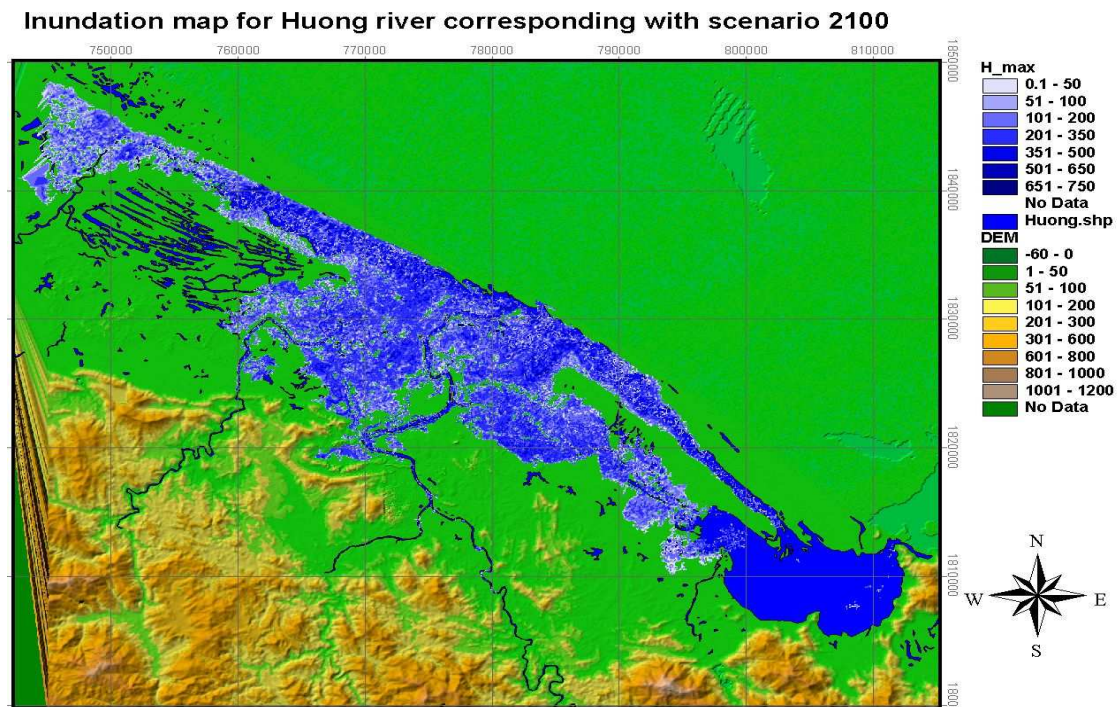 Inundation map for Huong river corresponding with scenario 2100
750000 760000 770000 780000 790000 800000 810000
1850000
1840000
1830000
1820000
1810000
H_max
0.1 - 50
51 - 100
101 - 200
201 - 350
351 - 500
501 - 650
651 - 750
No Data
Huong.shp
DEM
-60 - 0
1 - 50
51 - 100
101 - 200
201 - 300
301 - 600
601 - 800
801 - 1000
1001 - 1200
No Data
N
W E
S